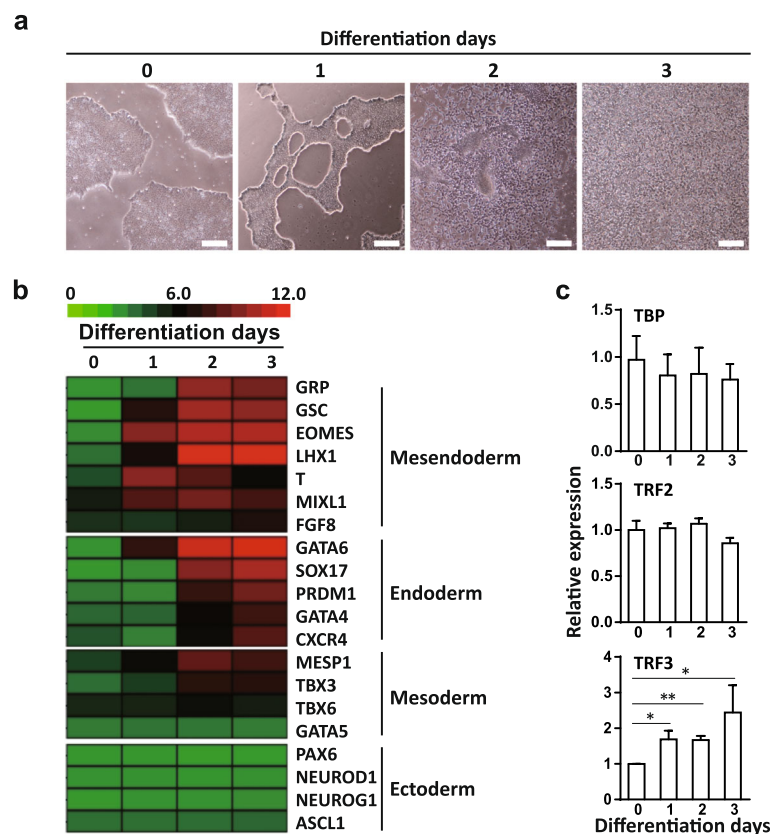 a
Differentiation days
0 1 2 3
b
0 6.0 12.0
Differentiation days
0 1 2 3
GRP
GSC
EOMES
LHX1
T
MIXL1
FGF8
Mesendoderm
GATA6
SOX17
PRDM1
GATA4
CXCR4
Endoderm
MESP1
TBX3
TBX6
GATA5
Mesoderm
PAX6
NEUROD1
NEUROG1
ASCL1
Ectoderm
c
Relative expression
TBP
1.5
1.0
0.5
0.0
0 1 2 3
TRF2
1.5
1.0
0.5
0.0
0 1 2 3
TRF3
4
3
2
1
0
*
**
*
0 1 2 3
Differentiation days